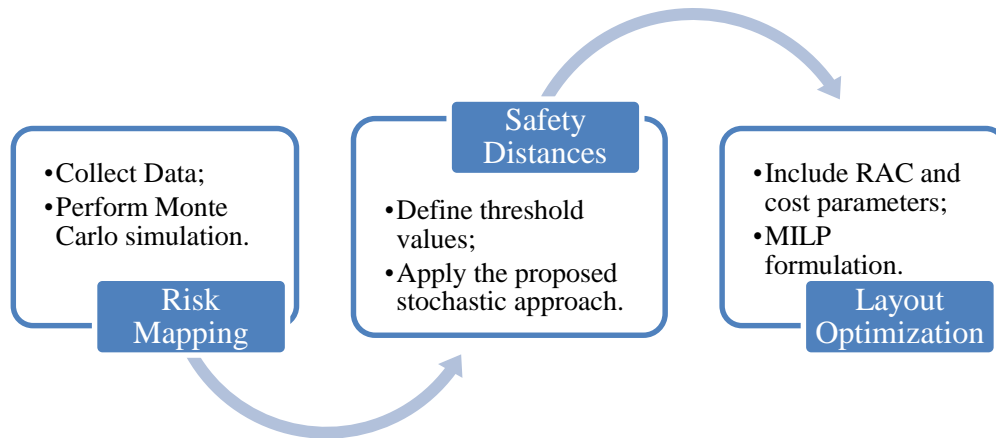 •Collect Data;
•Perform Monte
Carlo simulation.
Risk
Mapping
Safety
Distances
•Define threshold
values;
•Apply the proposed
stochastic approach.
•Include RAC and
cost parameters;
•MILP
formulation.
Layout
Optimization